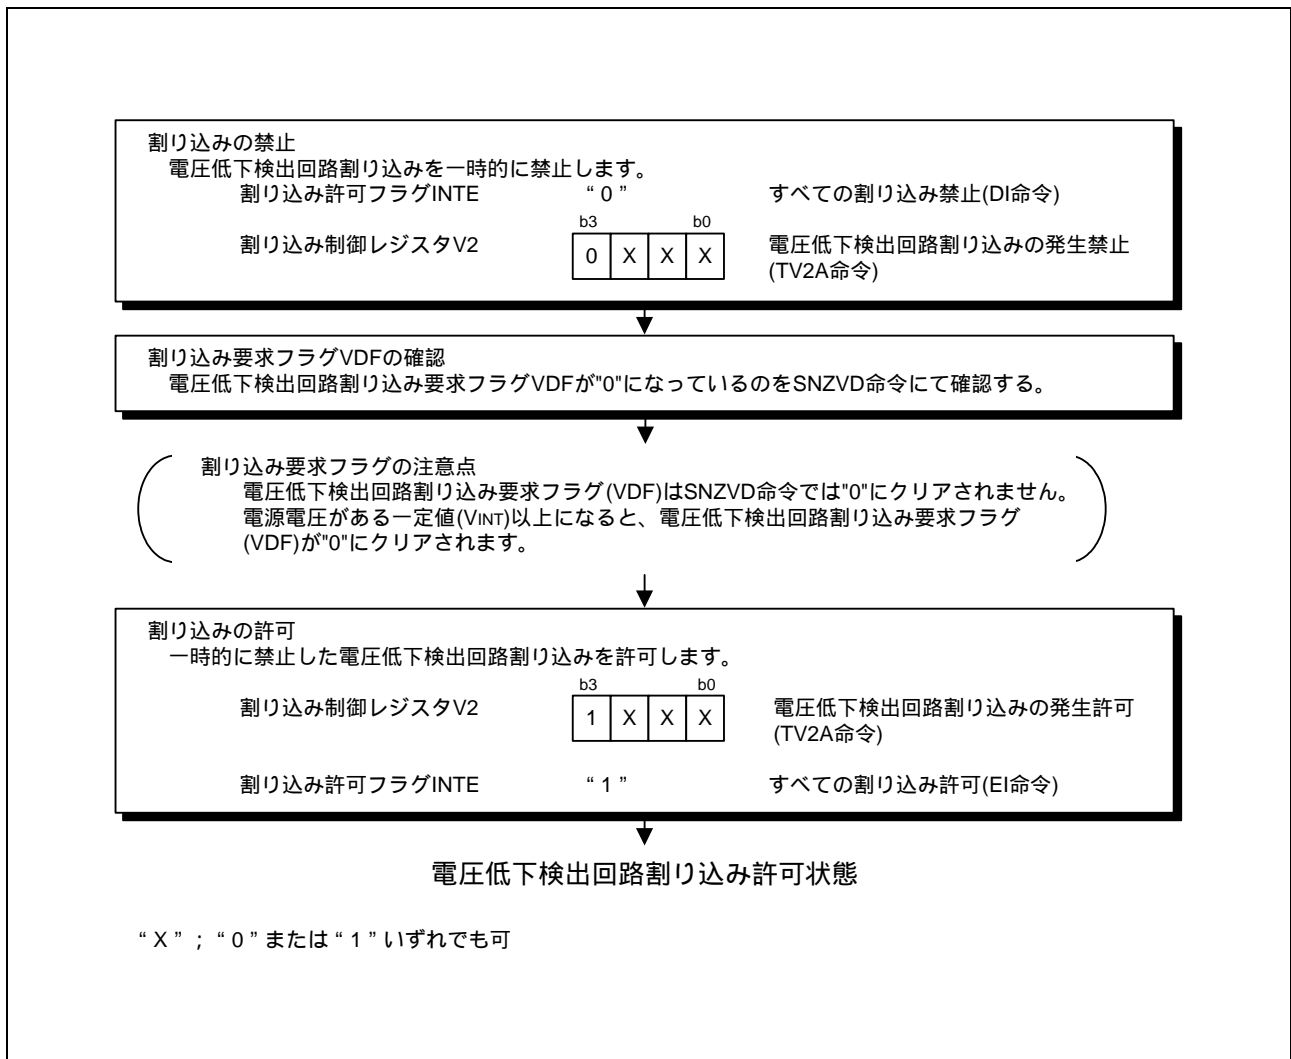 割り込みの禁止
電圧低下検出回路割り込みを一時的に禁止します。
割り込み許可フラグINTE “ 0 ” すべての割り込み禁止(DI命令)
b3 b0
割り込み制御レジスタV2 0 X X X 電圧低下検出回路割り込みの発生禁止
(TV2A命令)
割り込み要求フラグVDFの確認
電圧低下検出回路割り込み要求フラグVDFが"0"になっているのをSNZVD命令にて確認する。
割り込み要求フラグの注意点
電圧低下検出回路割り込み要求フラグ(VDF)はSNZVD命令では"0"にクリアされません。
電源電圧がある一定値(VINT)以上になると、電圧低下検出回路割り込み要求フラグ
(VDF)が"0"にクリアされます。
割り込みの許可
一時的に禁止した電圧低下検出回路割り込みを許可します。
b3 b0
割り込み制御レジスタV2 1 X X X 電圧低下検出回路割り込みの発生許可
(TV2A命令)
割り込み許可フラグINTE “ 1 ” すべての割り込み許可(EI命令)
電圧低下検出回路割り込み許可状態
“ X ” ; “ 0 ” または “ 1 ” いずれでも可